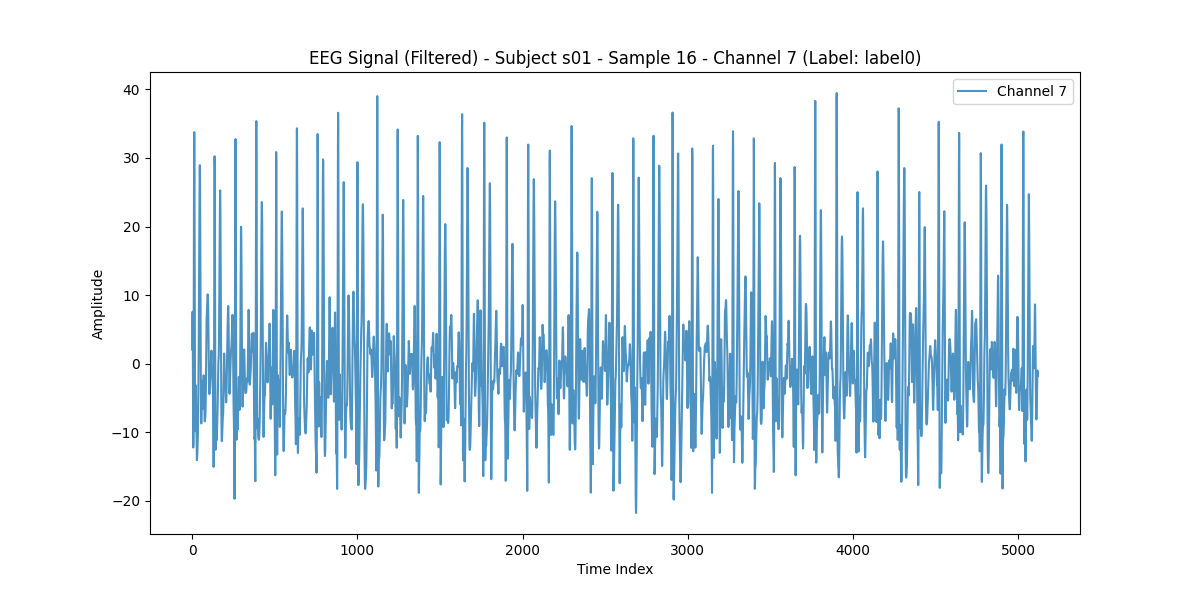 EEG Signal (Filtered) - Subject s01 - Sample 16 - Channel 7 (Label: label0)
Channel 7
40
30
20
10
0
−10
−20
Amplitude
0 1000 2000 3000 4000 5000
Time Index